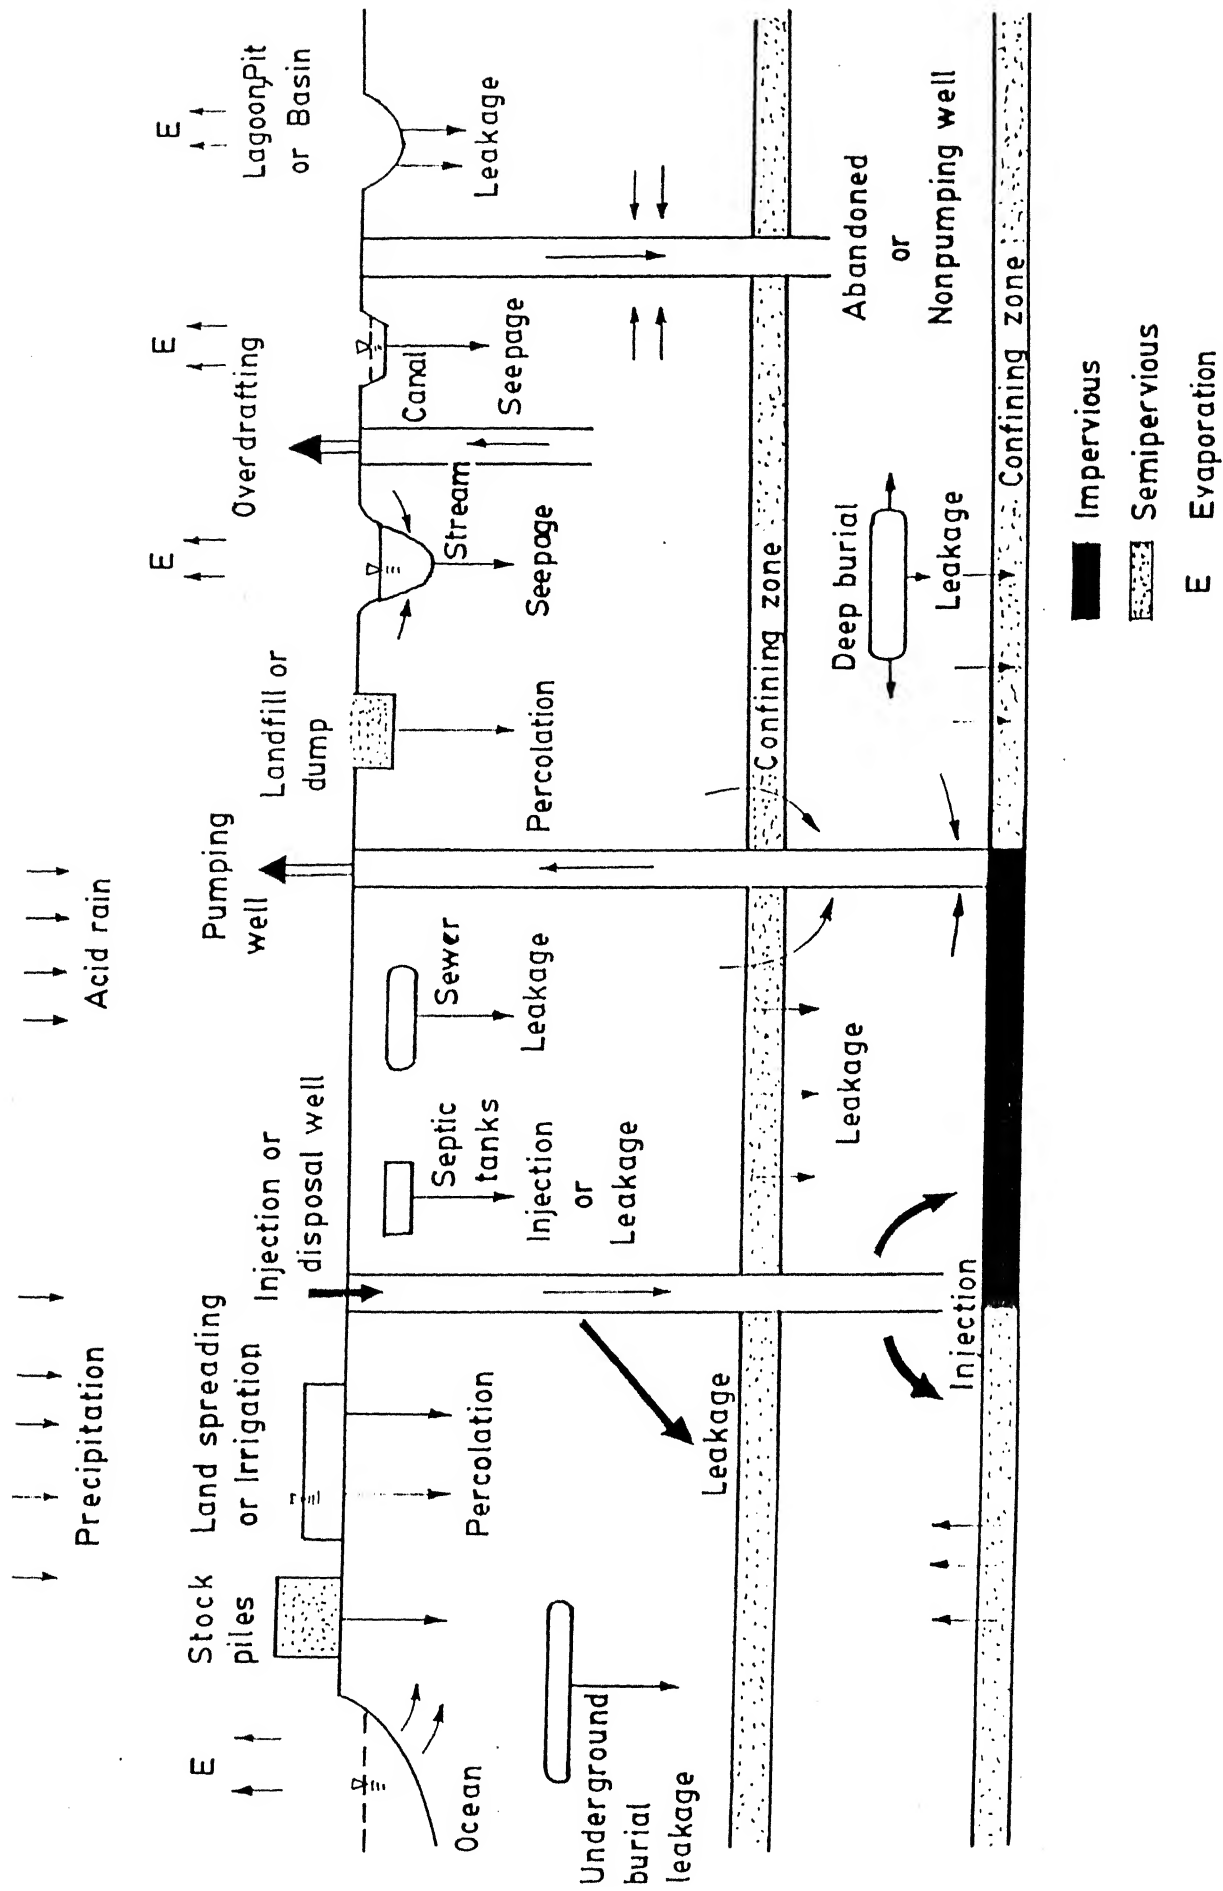 Precipitation
Acid rain
E
Stock
piles
Land spreading
or Irrigation
Injection or
disposal well
Pumping
well
Landfill or
dump
E
Overdrafting
E
E
Lagoon,Pit
or Basin
Ocean
Percolation
Septic
tanks
Injection
or
Leakage
Sewer
Leakage
Percolation
Stream
Seepage
Canal
Seepage
Leakage
Underground
burial
leakage
Leakage
Confining zone
Leakage
Deep burial
Leakage
Abandoned
or
Nonpumping well
Injection
Confining zone
Impervious
Semipervious
E Evaporation